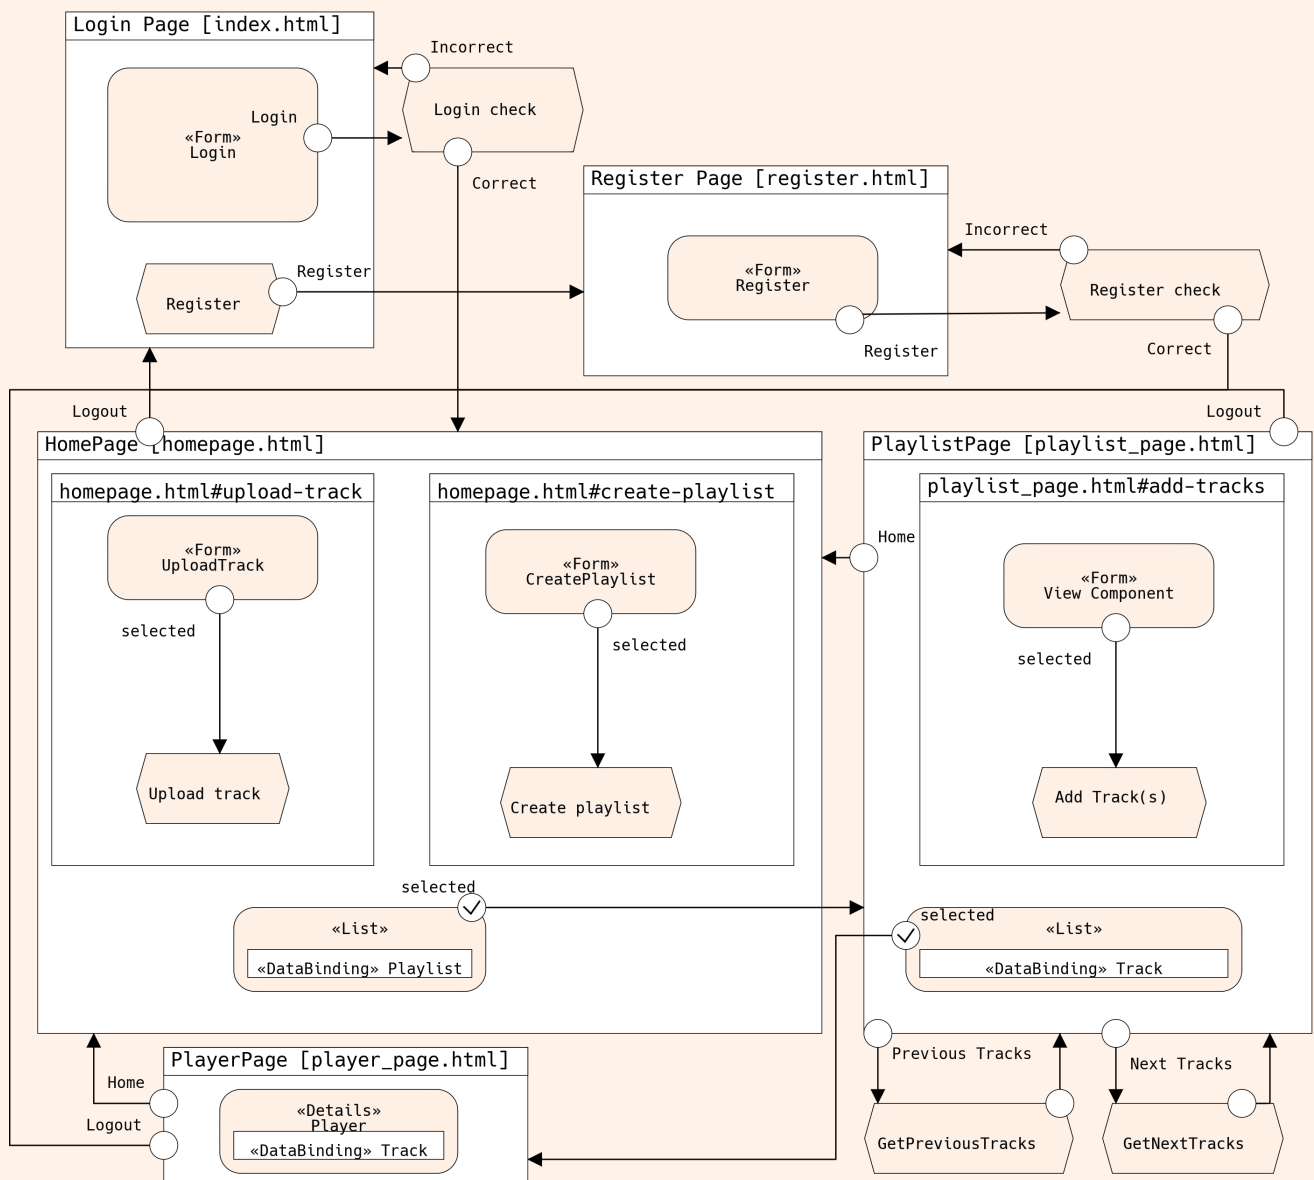 Login Page [index.html]
Incorrect
Login
«Form»
Login
Login check
Correct
Register Page [register.html]
Incorrect
«Form»
Register
Register
Register
Register check
Register
Correct
Logout
Logout
HomePage [homepage.html]
PlaylistPage [playlist_page.html]
homepage.html#upload-track
homepage.html#create-playlist
playlist_page.html#add-tracks
Home
«Form»
UploadTrack
«Form»
CreatePlaylist
«Form»
View Component
selected
selected
selected
Upload track
Create playlist
Add Track(s)
selected
selected
«List»
«List»
«DataBinding» Playlist
«DataBinding» Track
Previous Tracks
Next Tracks
PlayerPage [player_page.html]
Home
Logout
«Details»
Player
«DataBinding» Track
GetPreviousTracks
GetNextTracks